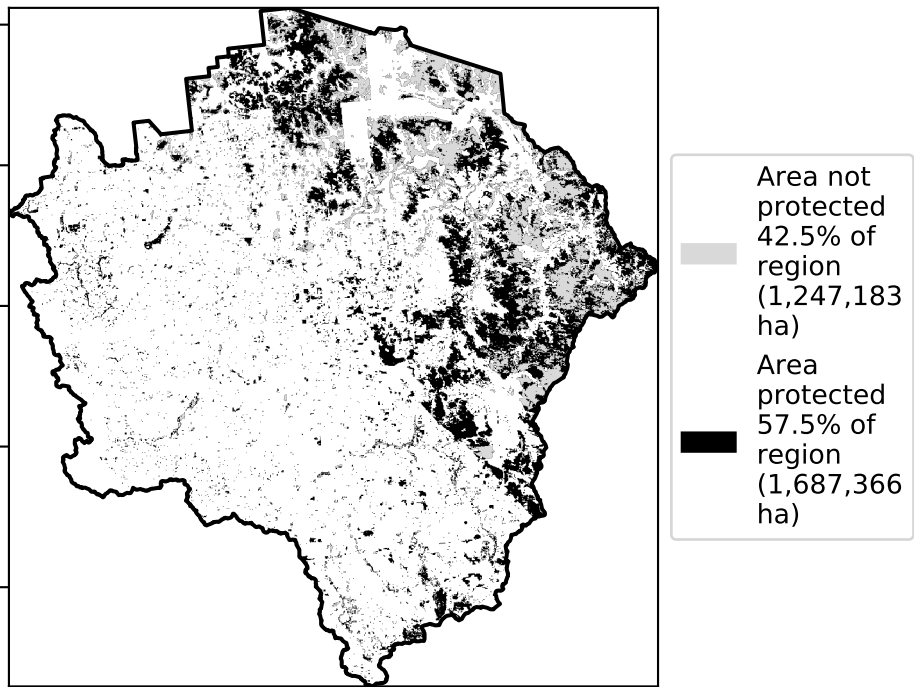 Area not
protected
42.5% of
region
(1,247,183
ha)
Area
protected
57.5% of
region
(1,687,366
ha)